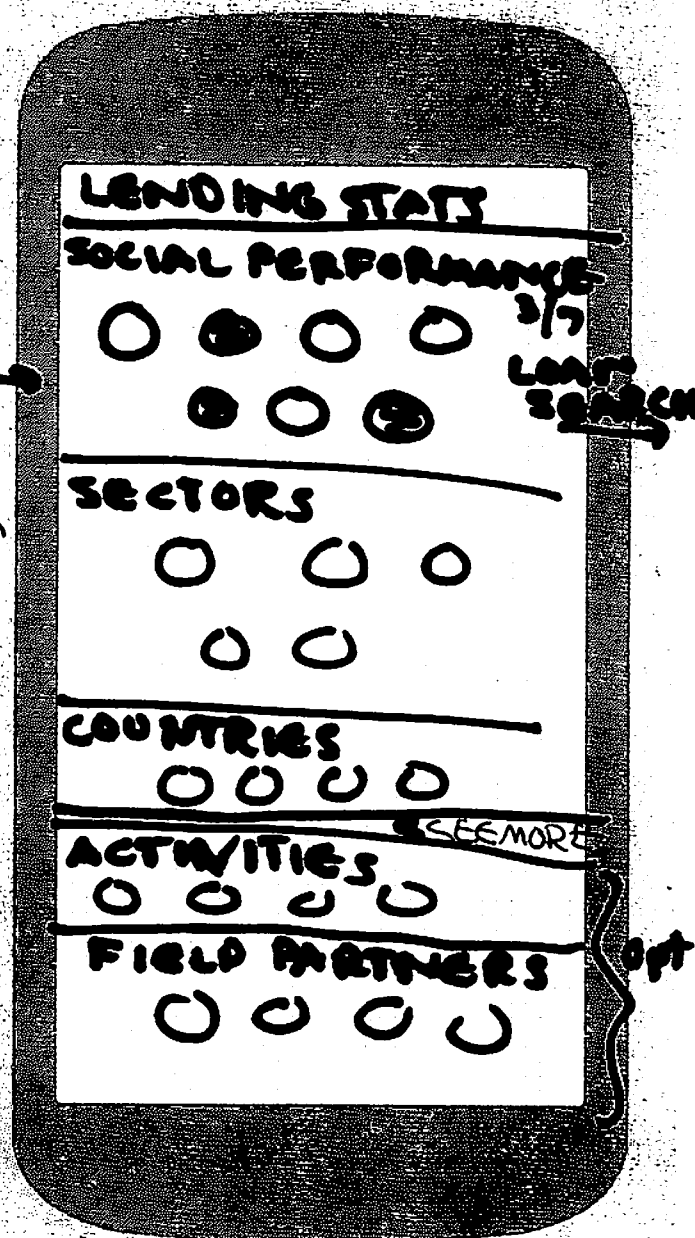 LENDING STATS
SOCIAL PERFORMANCE
3/7
LOAN
SEARCH
SECTORS
COUNTRIES
SEE MORE
ACTIVITIES
FIELD PARTNERS
opt